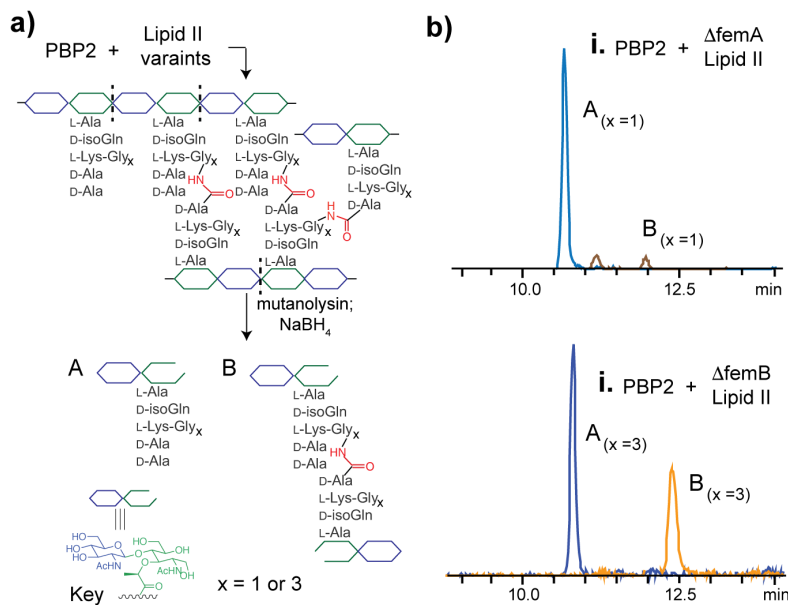 a)
PBP2 + Lipid II varaints
L-Ala L-Ala L-Ala
D-isoGln D-isoGln D-isoGln
L-Lys-Glyx L-Lys-Glyx L-Lys-Glyx
D-Ala D-Ala D-Ala
D-Ala D-Ala D-Ala
L-Ala
D-isoGln
L-Lys-Glyx
D-Ala
HN O
HN O
H
N
O
D-Ala D-Ala
L-Lys-Glyx L-Lys-Glyx
D-isoGln D-isoGln
L-Ala L-Ala
mutanolysin;
NaBH4
A
L-Ala
D-isoGln
L-Lys-Glyx
D-Ala
D-Ala
B
L-Ala
D-isoGln
L-Lys-Glyx
D-Ala HN O
D-Ala
D-Ala
L-Lys-Glyx
D-isoGln
L-Ala
HO OH
HO O O OH
HO AcHN O AcHN OH
O
Key
x = 1 or 3
b)
i. PBP2 + ΔfemA Lipid II
A(x =1)
B(x =1)
10.0 12.5 min
i. PBP2 + ΔfemB Lipid II
A(x =3)
B(x =3)
10.0 12.5 min